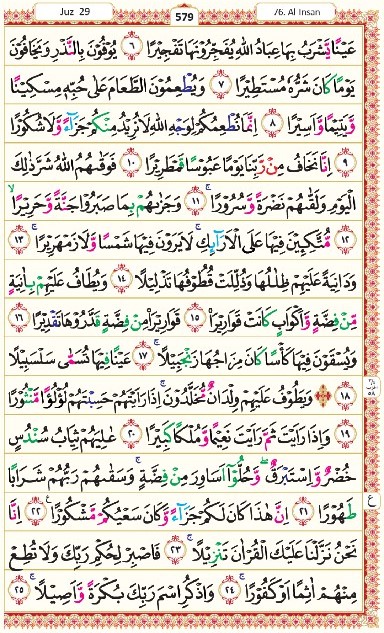 Juz 29
579
76. Al Insan
عَيْنًا يَّشْرَبُ بِهَا عِبَادُ اللّٰهِ يُفَجِّرُوْنَهَا تَفْجِيْرًا ٦ يُوْفُوْنَ بِالنَّذْرِ وَيَخَافُوْنَ
يَوْمًا كَانَ شَرُّهٗ مُسْتَطِيْرًا ٧ وَيُطْعِمُوْنَ الطَّعَامَ عَلٰى حُبِّهٖ مِسْكِيْنًا
وَّيَتِيْمًا وَّاَسِيْرًا ٨ اِنَّمَا نُطْعِمُكُمْ لِوَجْهِ اللّٰهِ لَا نُرِيْدُ مِنْكُمْ جَزَآءً وَّلَا شُكُوْرًا
٩ اِنَّا نَخَافُ مِنْ رَّبِّنَا يَوْمًا عَبُوْسًا قَمْطَرِيْرًا ١٠ فَوَقٰىهُمُ اللّٰهُ شَرَّ ذٰلِكَ
الْيَوْمِ وَلَقّٰىهُمْ نَضْرَةً وَّسُرُوْرًاۚ ١١ وَجَزٰىهُمْ بِمَا صَبَرُوْا جَنَّةً وَّحَرِيْرًاۙ
١٢ مُّتَّكِـِٕيْنَ فِيْهَا عَلَى الْاَرَاۤىِٕكِۚ لَا يَرَوْنَ فِيْهَا شَمْسًا وَّلَا زَمْهَرِيْرًاۚ ١٣
وَدَانِيَةً عَلَيْهِمْ ظِلٰلُهَا وَذُلِّلَتْ قُطُوْفُهَا تَذْلِيْلًا ١٤ وَيُطَافُ عَلَيْهِمْ بِاٰنِيَةٍ
مِّنْ فِضَّةٍ وَّاَكْوَابٍ كَانَتْ قَوَارِيْرَا۠ ١٥ قَوَارِيْرَا۟ مِنْ فِضَّةٍ قَدَّرُوْهَا تَقْدِيْرًا ١٦
وَيُسْقَوْنَ فِيْهَا كَأْسًا كَانَ مِزَاجُهَا زَنْجَبِيْلًاۚ ١٧ عَيْنًا فِيْهَا تُسَمّٰى سَلْسَبِيْلًا
١٨ وَيَطُوْفُ عَلَيْهِمْ وِلْدَانٌ مُّخَلَّدُوْنَۚ اِذَا رَاَيْتَهُمْ حَسِبْتَهُمْ لُؤْلُؤًا مَّنْثُوْرًا
١٩ وَاِذَا رَاَيْتَ ثَمَّ رَاَيْتَ نَعِيْمًا وَّمُلْكًا كَبِيْرًا ٢٠ عٰلِيَهُمْ ثِيَابُ سُنْدُسٍ
خُضْرٌ وَّاِسْتَبْرَقٌۖ وَّحُلُّوْٓا اَسَاوِرَ مِنْ فِضَّةٍۚ وَسَقٰىهُمْ رَبُّهُمْ شَرَابًا
طَهُوْرًا ٢١ اِنَّ هٰذَا كَانَ لَكُمْ جَزَآءً وَّكَانَ سَعْيُكُمْ مَّشْكُوْرًا ٢٢ اِنَّا
نَحْنُ نَزَّلْنَا عَلَيْكَ الْقُرْاٰنَ تَنْزِيْلًاۚ ٢٣ فَاصْبِرْ لِحُكْمِ رَبِّكَ وَلَا تُطِعْ
مِنْهُمْ اٰثِمًا اَوْ كَفُوْرًاۚ ٢٤ وَاذْكُرِ اسْمَ رَبِّكَ بُكْرَةً وَّاَصِيْلًاۚ ٢٥
ع